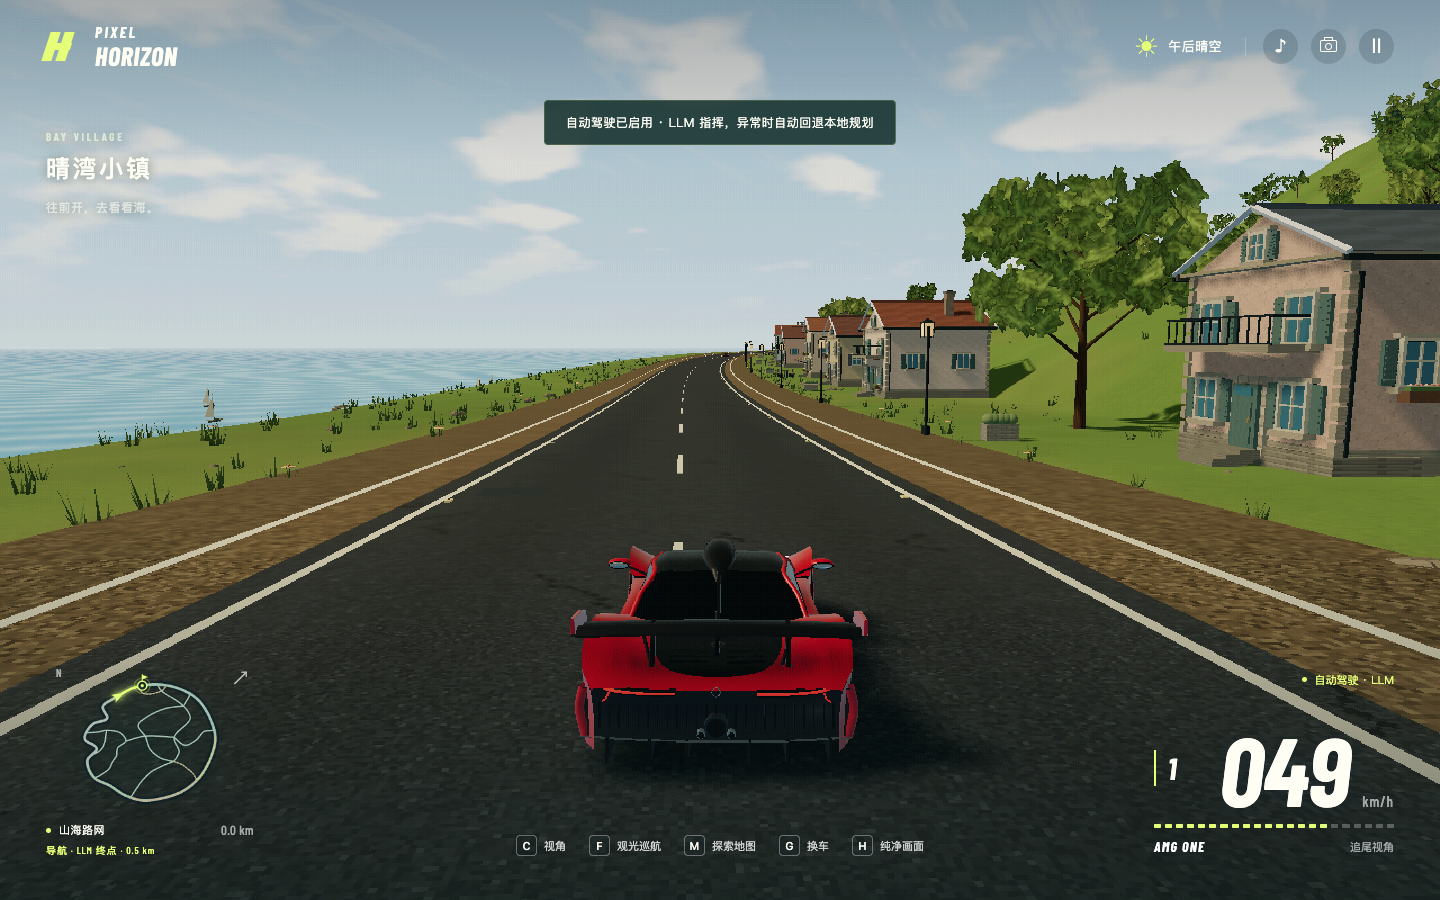 PIXEL
HORIZON
午后晴空
自动驾驶已启用 · LLM 指挥，异常时自动回退本地规划
BAY VILLAGE
晴湾小镇
往前开，去看看海。
N
自动驾驶 · LLM
1
049
km/h
山海路网
0.0 km
导航 · LLM 终点 · 0.5 km
C 视角 F 观光巡航 M 探索地图 G 换车 H 纯净画面
AMG ONE
追尾视角